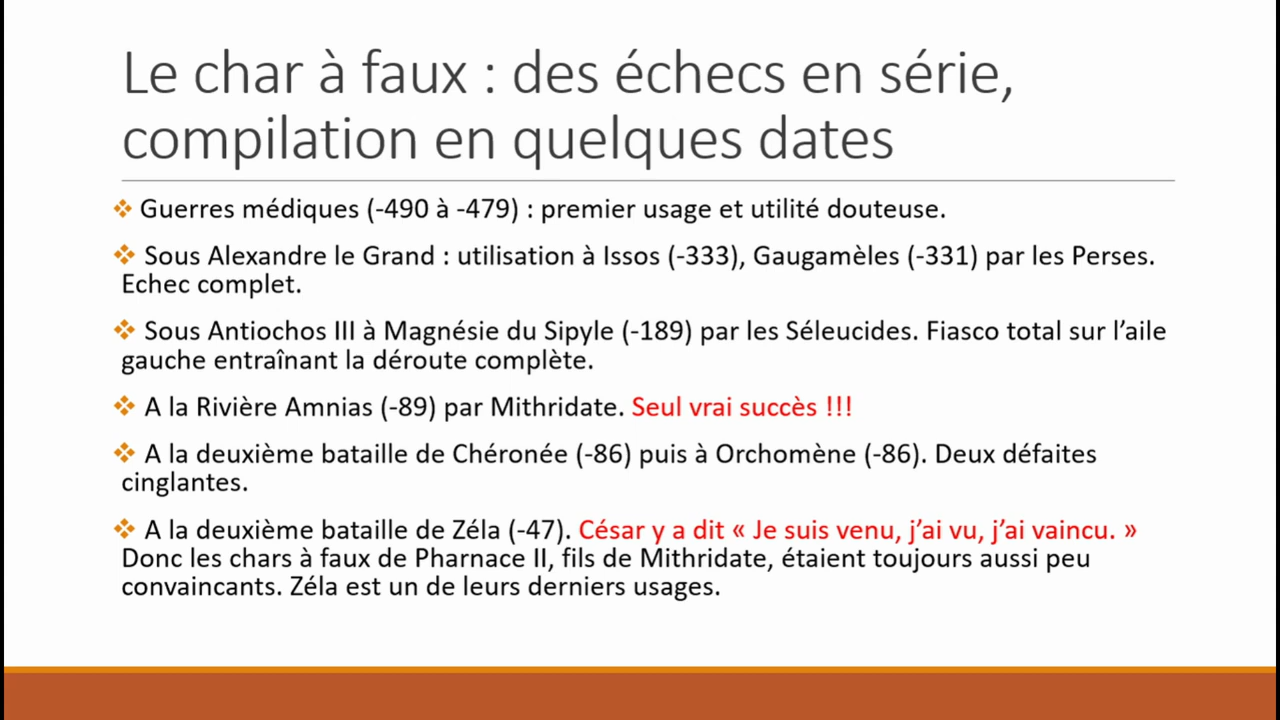 Le char à faux : des échecs en série,
compilation en quelques dates
❖ Guerres médiques (-490 à -479) : premier usage et utilité douteuse.
❖ Sous Alexandre le Grand : utilisation à Issos (-333), Gaugamèles (-331) par les Perses.
Echec complet.
❖ Sous Antiochos III à Magnésie du Sipyle (-189) par les Séleucides. Fiasco total sur l’aile
gauche entraînant la déroute complète.
❖ A la Rivière Amnias (-89) par Mithridate. Seul vrai succès !!!
❖ A la deuxième bataille de Chéronée (-86) puis à Orchomène (-86). Deux défaites
cinglantes.
❖ A la deuxième bataille de Zéla (-47). César y a dit « Je suis venu, j’ai vu, j’ai vaincu. »
Donc les chars à faux de Pharnace II, fils de Mithridate, étaient toujours aussi peu
convaincants. Zéla est un de leurs derniers usages.